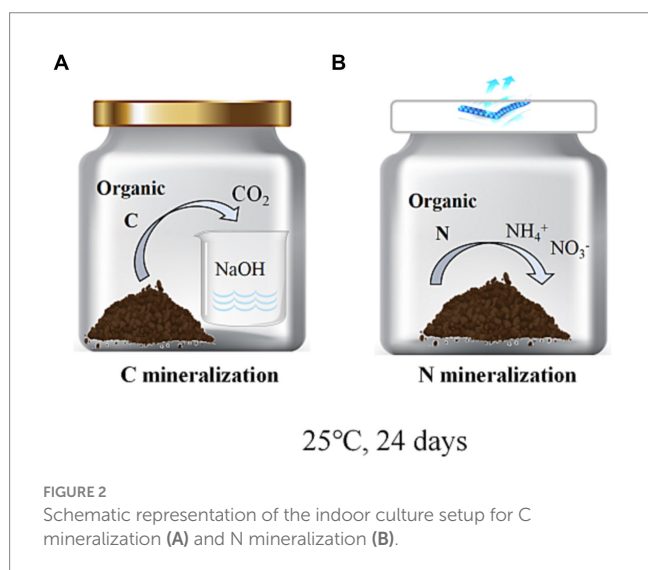 A
B
Organic
C
CO₂
NaOH
Organic
N
NH₄⁺
NO₃⁻
C mineralization
N mineralization
25℃, 24 days
FIGURE 2
Schematic representation of the indoor culture setup for C
mineralization (A) and N mineralization (B).